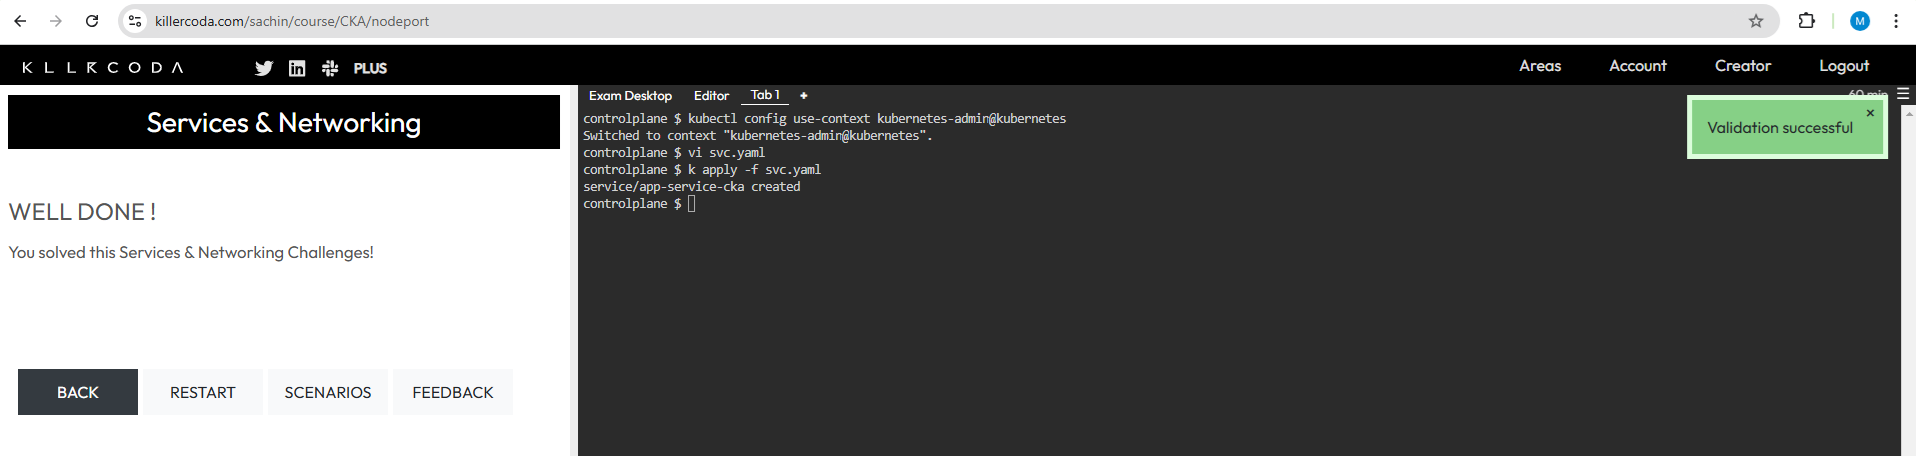 killercoda.com/sachin/course/CKA/nodeport
M
KILLERCODA
PLUS
Areas
Account
Creator
Logout
Services & Networking
WELL DONE !
You solved this Services & Networking Challenges!
BACK
RESTART
SCENARIOS
FEEDBACK
Exam Desktop
Editor
Tab 1
+
60 min
controlplane $ kubectl config use-context kubernetes-admin@kubernetes
Switched to context "kubernetes-admin@kubernetes".
controlplane $ vi svc.yaml
controlplane $ k apply -f svc.yaml
service/app-service-cka created
controlplane $
Validation successful
×